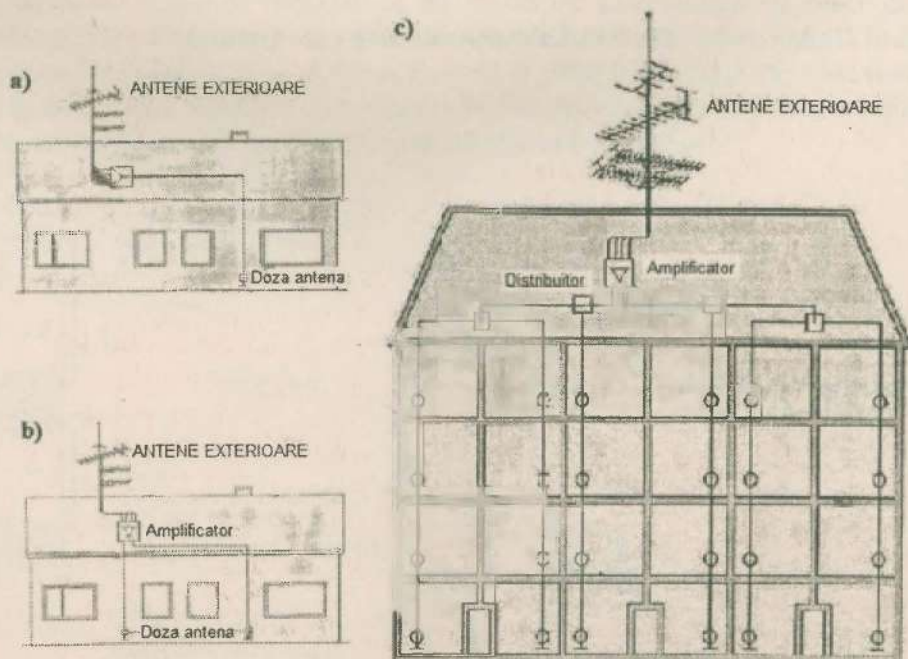 a)
ANTENE EXTERIOARE
Doza antena
b)
ANTENE EXTERIOARE
Amplificator
Doza antena
c)
ANTENE EXTERIOARE
Distribuitor
Amplificator